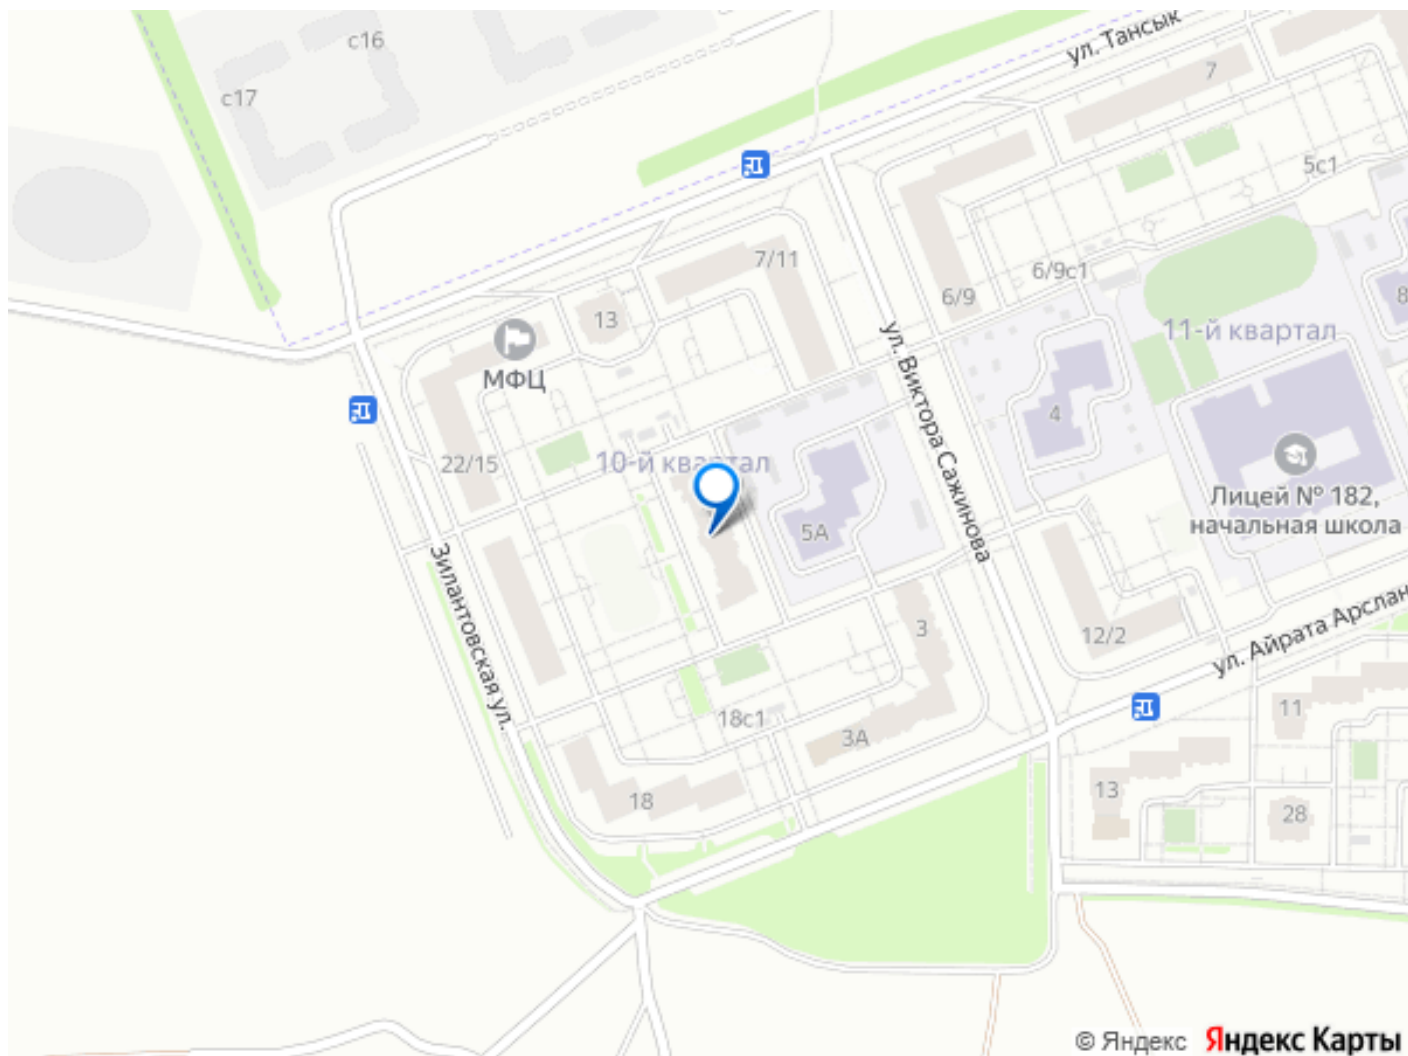 с16
ул. Тансык
с17
7
5с1
7/11
6/9с1
6/9
8
13
11-й квартал
МФЦ
ул. Виктора Сажинова
4
22/15
10-й квартал
Лицей № 182,
начальная школа
5А
Зилантовская ул.
3
12/2
ул. Айрата Арслан
18с1
3А
11
18
13
28
© Яндекс Яндекс Карты